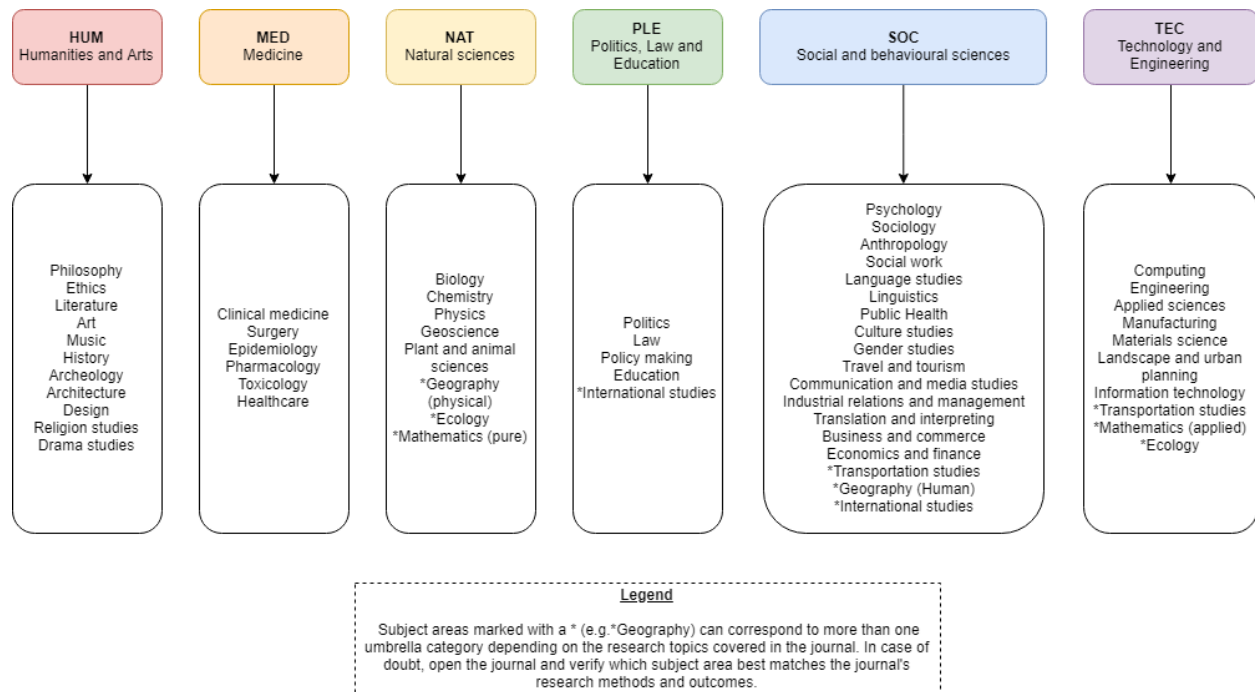 HUM
Humanities and Arts
MED
Medicine
NAT
Natural sciences
PLE
Politics, Law and
Education
SOC
Social and behavioural sciences
TEC
Technology and
Engineering
Philosophy
Ethics
Literature
Art
Music
History
Archeology
Architecture
Design
Religion studies
Drama studies
Clinical medicine
Surgery
Epidemiology
Pharmacology
Toxicology
Healthcare
Biology
Chemistry
Physics
Geoscience
Plant and animal
sciences
*Geography
(physical)
*Ecology
*Mathematics (pure)
Politics
Law
Policy making
Education
*International studies
Psychology
Sociology
Anthropology
Social work
Language studies
Linguistics
Public Health
Culture studies
Gender studies
Travel and tourism
Communication and media studies
Industrial relations and management
Translation and interpreting
Business and commerce
Economics and finance
*Transportation studies
*Geography (Human)
*International studies
Computing
Engineering
Applied sciences
Manufacturing
Materials science
Landscape and urban
planning
Information technology
*Transportation studies
*Mathematics (applied)
*Ecology
Legend
Subject areas marked with a * (e.g.*Geography) can correspond to more than one
umbrella category depending on the research topics covered in the journal. In case of
doubt, open the journal and verify which subject area best matches the journal's
research methods and outcomes.